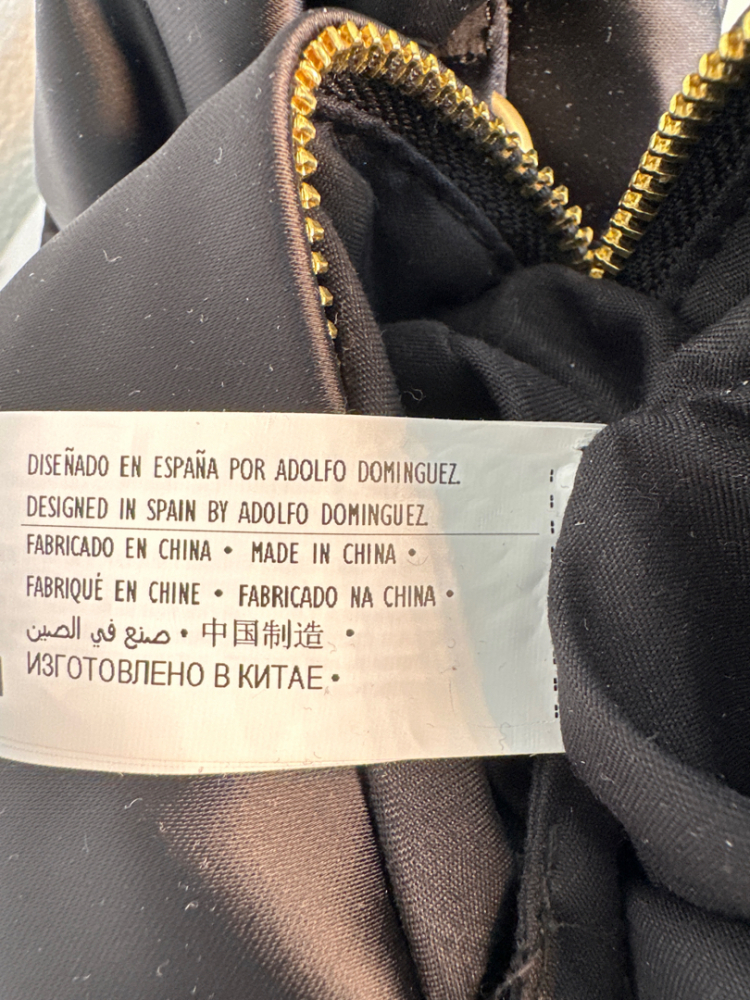 DISEÑADO EN ESPAÑA POR ADOLFO DOMINGUEZ
DESIGNED IN SPAIN BY ADOLFO DOMINGUEZ
FABRICADO EN CHINA • MADE IN CHINA •
FABRIQUÉ EN CHINE • FABRICADO NA CHINA •
صنع في الصين • 中国制造 •
ИЗГОТОВЛЕНО В КИТАЕ •